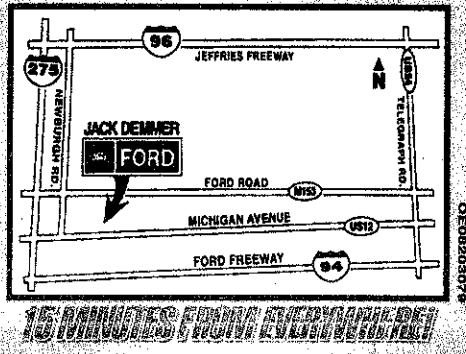 96
JEFFRIES FREEWAY
275
US24
N
NEWBURGH RD.
TELEGRAPH RD.
JACK DEMMER
FORD
FORD ROAD
M153
MICHIGAN AVENUE
US12
FORD FREEWAY
94
DE08203079
15 MINUTES FROM EVERYWHERE!